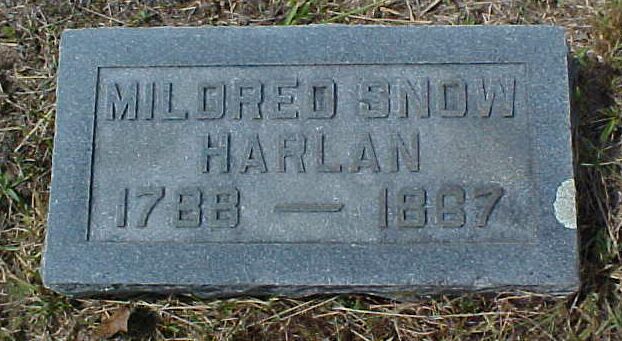 MILDRED SNOW
HARLAN
1788 — 1867